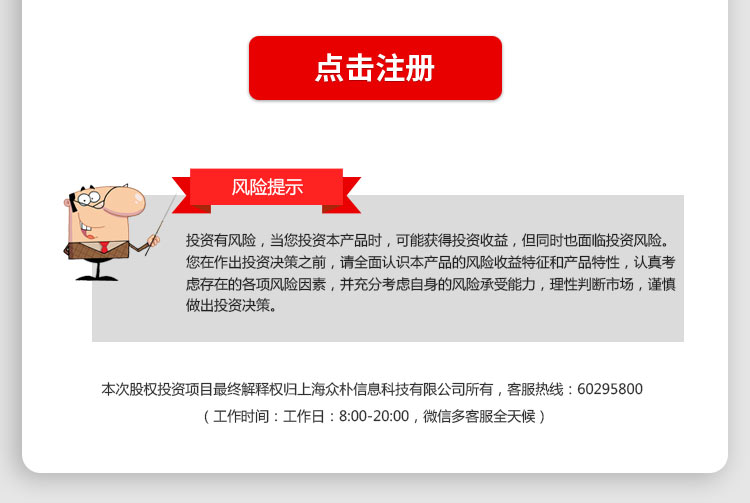 点击注册
风险提示
投资有风险，当您投资本产品时，可能获得投资收益，但同时也面临投资风险。
您在作出投资决策之前，请全面认识本产品的风险收益特征和产品特性，认真考
虑存在的各项风险因素，并充分考虑自身的风险承受能力，理性判断市场，谨慎
做出投资决策。
本次股权投资项目最终解释权归上海众朴信息科技有限公司所有，客服热线：60295800
（工作时间：工作日：8:00-20:00，微信多客服全天候）